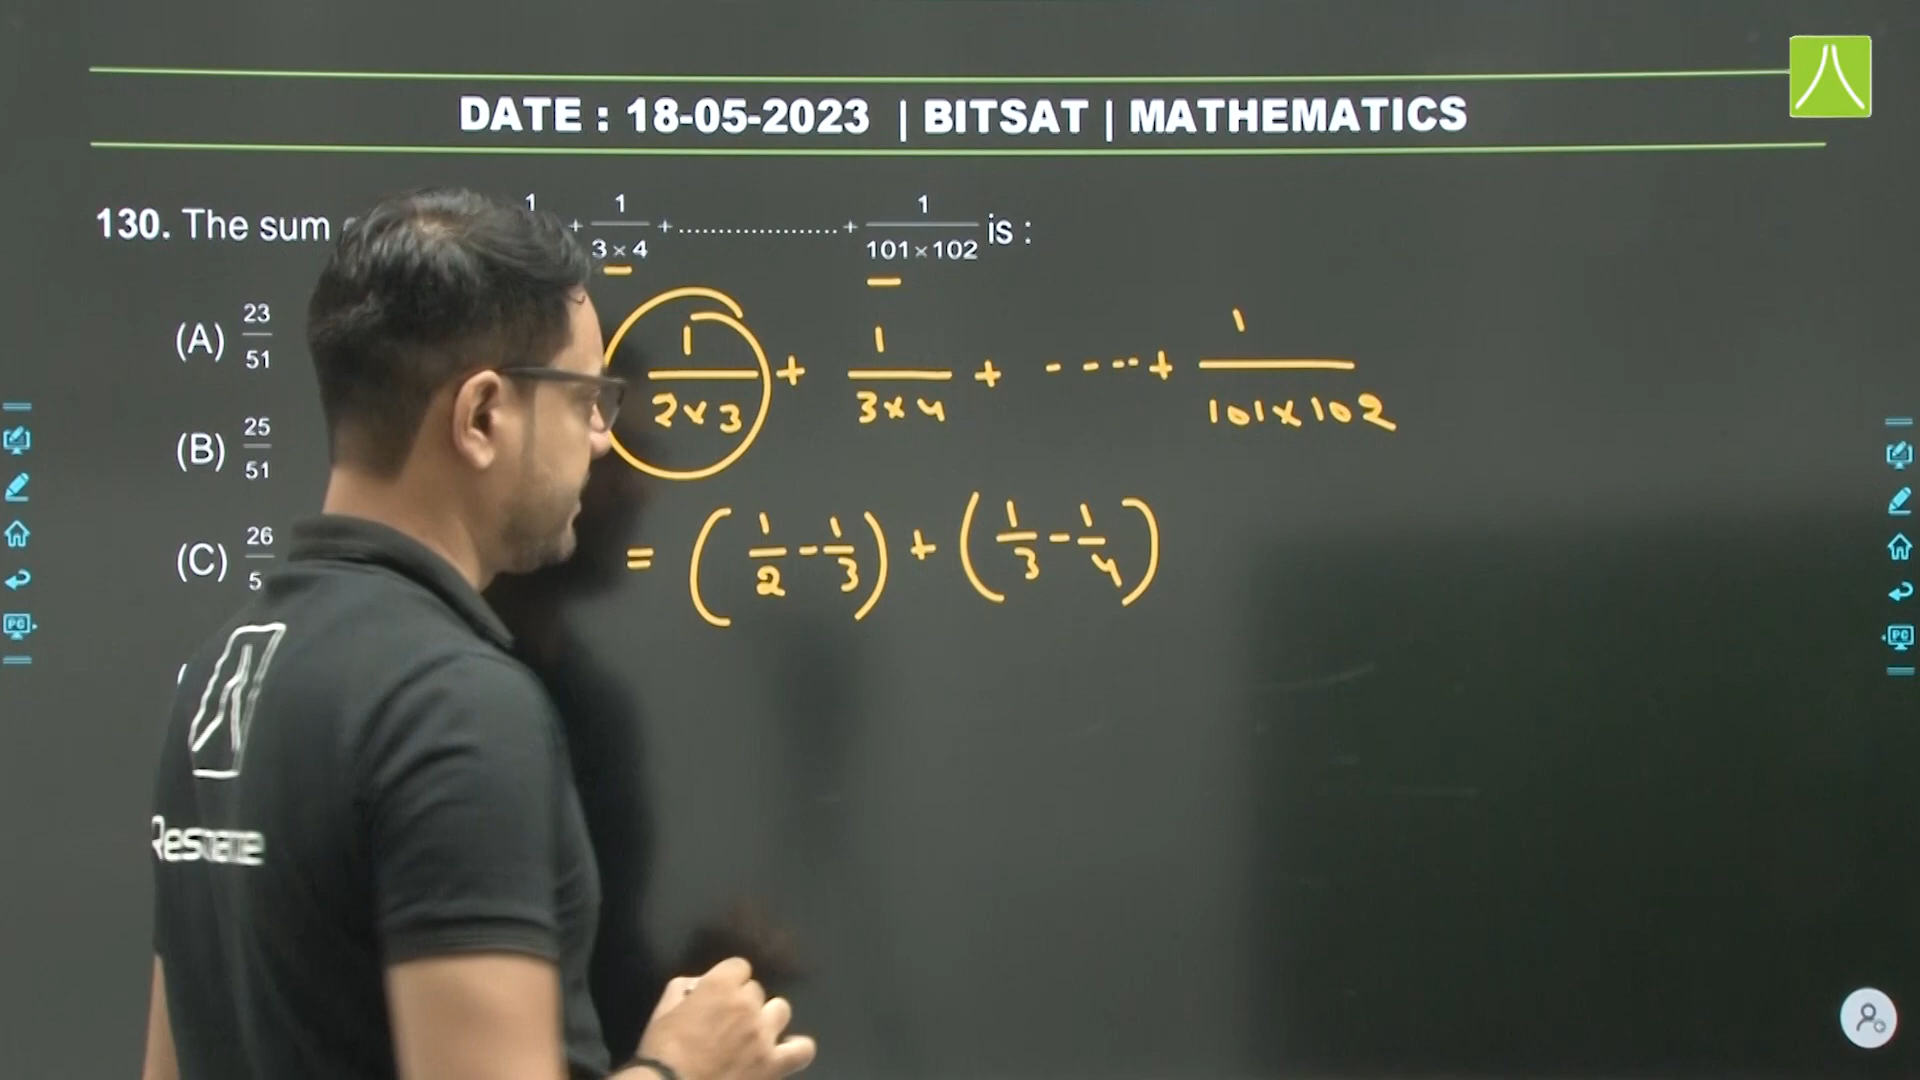 DATE : 18-05-2023 | BITSAT | MATHEMATICS
130. The sum 1 + 1/(3 × 4) + .................... + 1/(101 × 102) is :
(A) 23/51
1/(2×3) + 1/(3×4) + - - - - + 1/(101×102)
(B) 25/51
= (1/2 - 1/3) + (1/3 - 1/4)
(C) 26/5
PC
PC